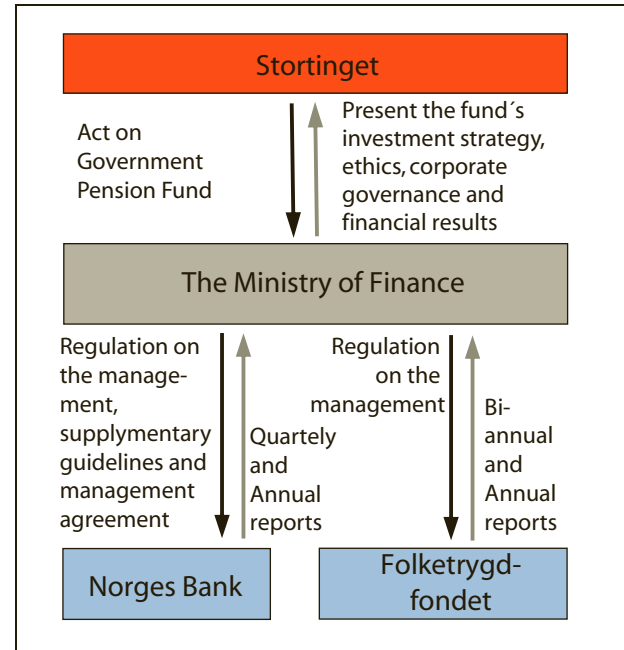 Stortinget
Act on
Government
Pension Fund
Present the fund´s
investment strategy,
ethics, corporate
governance and
financial results
The Ministry of Finance
Regulation on
the manage-
ment,
supplymentary
guidelines and
management
agreement
Quartely
and
Annual
reports
Regulation
on the
management
Bi-
annual
and
Annual
reports
Norges Bank
Folketrygd-
fondet